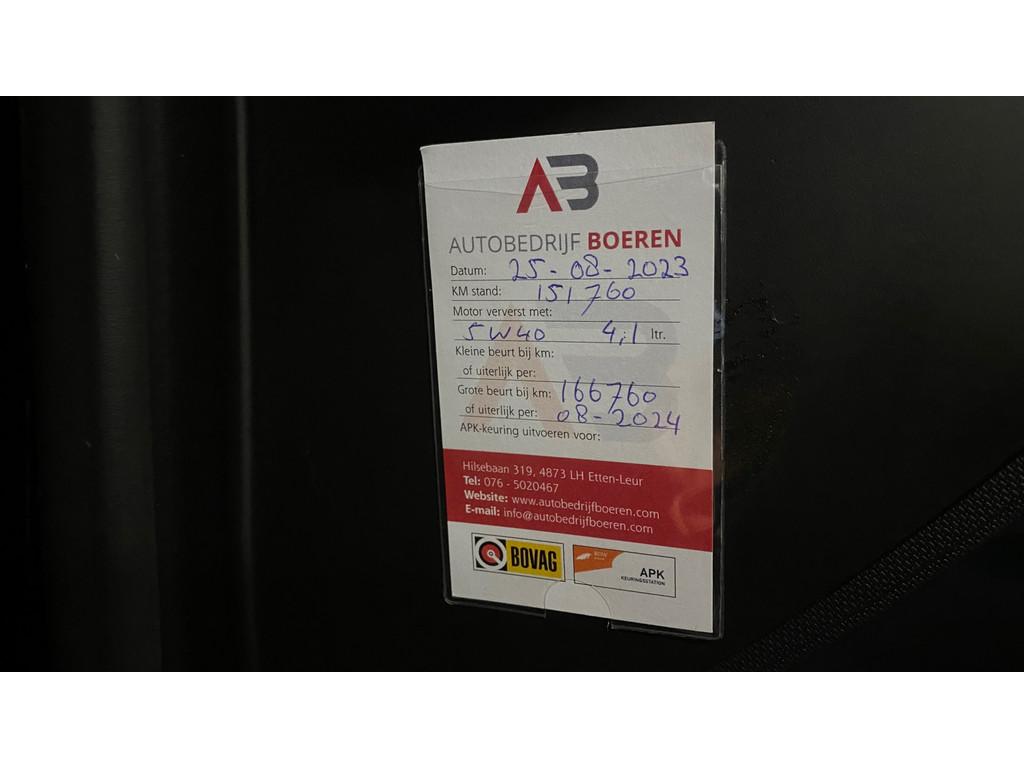 AB
AUTOBEDRIJF BOEREN
Datum: 25-08-2023
KM stand: 151760
Motor ververst met:
5W40 4,1 ltr.
Kleine beurt bij km:
of uiterlijk per:
Grote beurt bij km: 166760
of uiterlijk per: 08-2024
APK-keuring uitvoeren voor:
Hilsebaan 319, 4873 LH Etten-Leur
Tel: 076 - 5020467
Website: www.autobedrijfboeren.com
E-mail: info@autobedrijfboeren.com
BOVAG
APK
KEURINGSSTATION